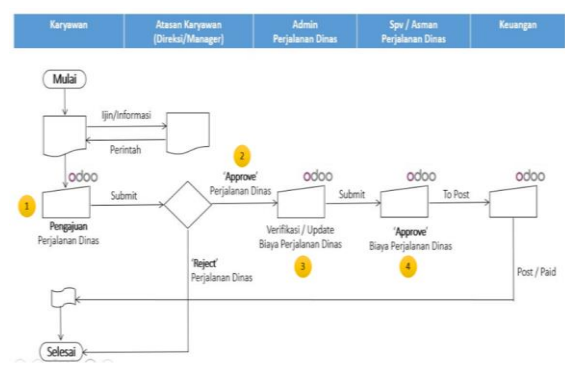 Karyawan
Atasan Karyawan
(Direksi/Manager)
Admin
Perjalanan Dinas
Spv / Asman
Perjalanan Dinas
Keuangan
Mulai
Ijin/Informasi
Perintah
odoo
1
Pengajuan
Perjalanan Dinas
Submit
2
'Approve'
Perjalanan Dinas
'Reject'
Perjalanan Dinas
odoo
Verifikasi / Update
Biaya Perjalanan Dinas
3
Submit
odoo
'Approve'
Biaya Perjalanan Dinas
4
To Post
odoo
Post / Paid
Selesai